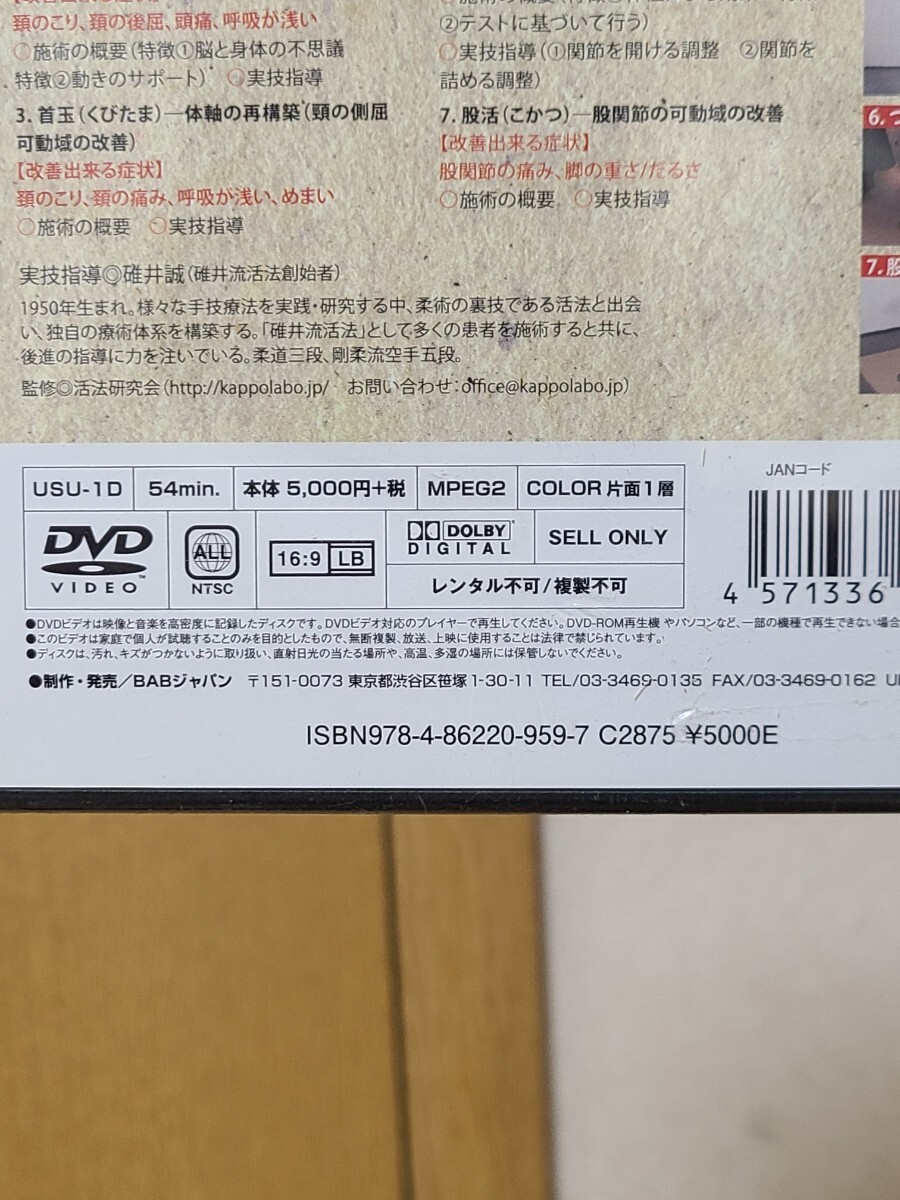 頚のこり、頚の後屈、頭痛、呼吸が浅い
○施術の概要（特徴①脳と身体の不思議
特徴②動きのサポート） ○実技指導
3. 首玉（くびたま）―体軸の再構築（頚の側屈
可動域の改善）
【改善出来る症状】
頚のこり、頚の痛み、呼吸が浅い、めまい
○施術の概要 ○実技指導
②テストに基づいて行う）
○実技指導（①関節を開ける調整 ②関節を
詰める調整）
7. 股活（こかつ）―股関節の可動域の改善
【改善出来る症状】
股関節の痛み、脚の重さ/だるさ
○施術の概要 ○実技指導
6. つ
7. 股
実技指導◎碓井誠（碓井流活法創始者）
1950年生まれ。様々な手技療法を実践・研究する中、柔術の裏技である活法と出会
い、独自の療術体系を構築する。「碓井流活法」として多くの患者を施術すると共に、
後進の指導に力を注いでいる。柔道三段、剛柔流空手五段。
監修◎活法研究会（http://kappolabo.jp/ お問い合わせ：office@kappolabo.jp）
USU-1D 54min. 本体 5,000円+税 MPEG2 COLOR 片面1層
DVD VIDEO™ ALL NTSC 16:9 LB DOLBY DIGITAL SELL ONLY
レンタル不可/複製不可
JANコード
4 571336
●DVDビデオは映像と音楽を高密度に記録したディスクです。DVDビデオ対応のプレイヤーで再生してください。DVD-ROM再生機 やパソコンなど、一部の機種で再生できない場合
●このビデオは家庭で個人が試聴することのみを目的としたもので、無断複製、放送、上映に使用することは法律で禁じられています。
●ディスクは、汚れ、キズがつかないように取り扱い、直射日光の当たる場所や、高温、多湿の場所には保管しないでください。
●制作・発売／BABジャパン 〒151-0073 東京都渋谷区笹塚1-30-11 TEL/03-3469-0135 FAX/03-3469-0162 U
ISBN978-4-86220-959-7 C2875 ¥5000E